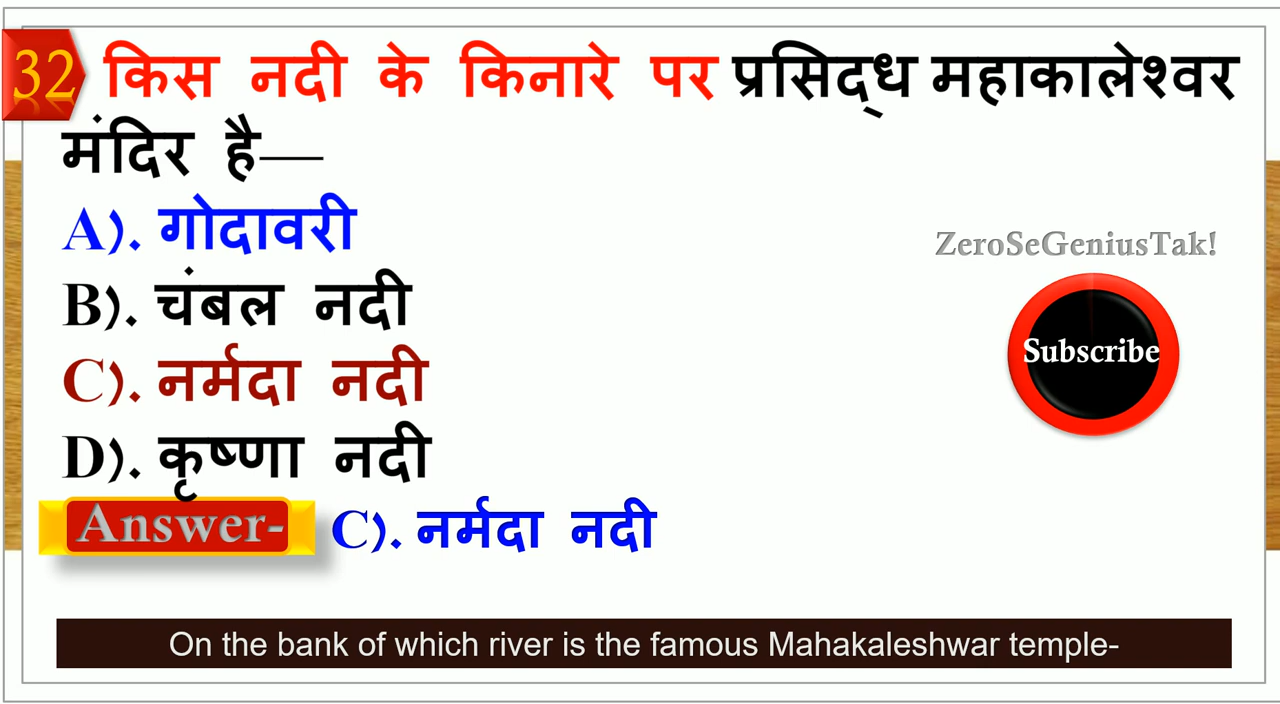 32 किस नदी के किनारे पर प्रसिद्ध महाकालेश्वर
मंदिर है—
A). गोदावरी
ZeroSeGeniusTak!
B). चंबल नदी
Subscribe
C). नर्मदा नदी
D). कृष्णा नदी
Answer- C). नर्मदा नदी
On the bank of which river is the famous Mahakaleshwar temple-